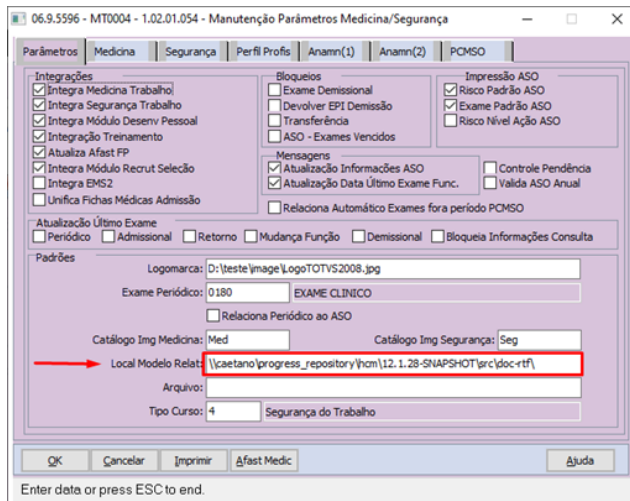 06.9.5596 - MT0004 - 1.02.01.054 - Manutenção Parâmetros Medicina/Segurança
Parâmetros Medicina Segurança Perfil Profis Anamn(1) Anamn(2) PCMSO
Integrações
Integra Medicina Trabalho
Integra Segurança Trabalho
Integra Módulo Desenv Pessoal
Integração Treinamento
Atualiza Afast FP
Integra Módulo Recrut Seleção
Integra EMS2
Unifica Fichas Médicas Admissão
Bloqueios
Exame Demissional
Devolver EPI Demissão
Transferência
ASO - Exames Vencidos
Impressão ASO
Risco Padrão ASO
Exame Padrão ASO
Risco Nível Ação ASO
Mensagens
Atualização Informações ASO
Atualização Data Último Exame Func.
Controle Pendência
Valida ASO Anual
Relaciona Automático Exames fora período PCMSO
Atualização Último Exame
Periódico Admissional Retorno Mudança Função Demissional Bloqueia Informações Consulta
Padrões
Logomarca: D:\teste\image\LogoTOTVS2008.jpg
Exame Periódico: 0180 EXAME CLINICO
Relaciona Periódico ao ASO
Catálogo Img Medicina: Med Catálogo Img Segurança: Seg
Local Modelo Relat: \\caetano\progress_repository\hcm\12.1.28-SNAPSHOT\src\doc-rtf\
Arquivo:
Tipo Curso: 4 Segurança do Trabalho
OK Cancelar Imprimir Afast Medic Ajuda
Enter data or press ESC to end.